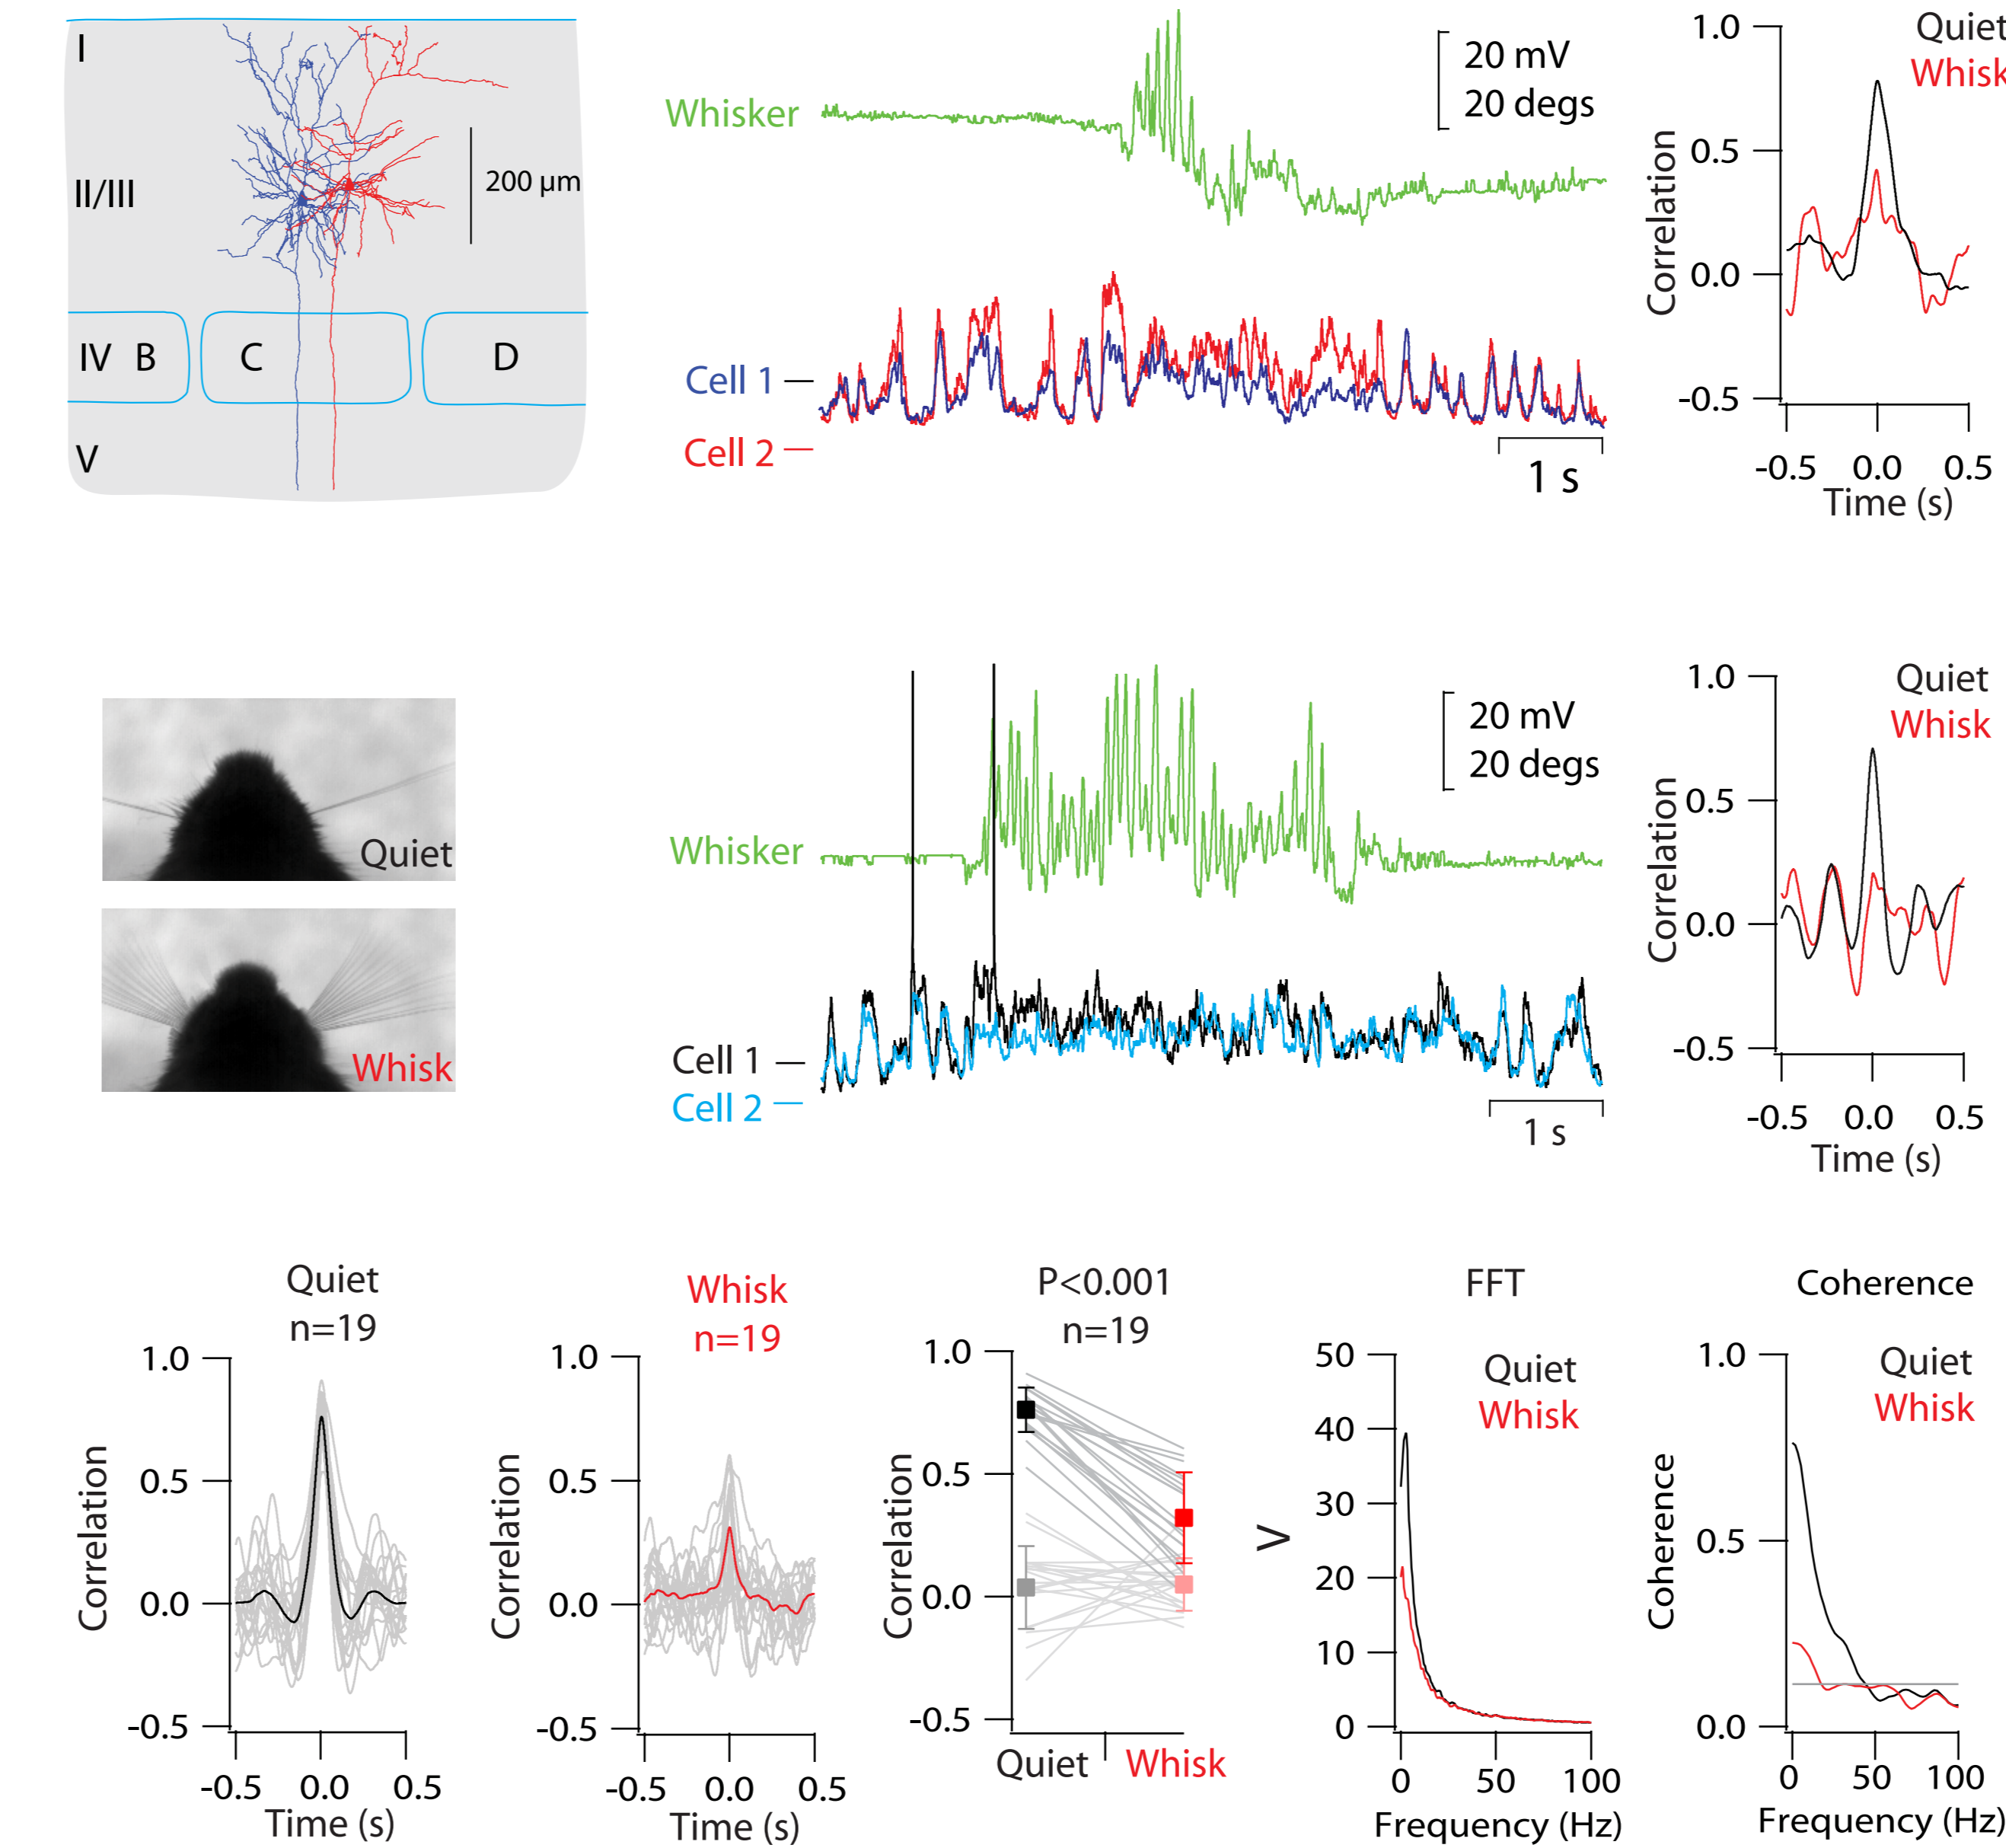 I
II/III
200 µm
IV B C D
V
Whisker
20 mV
20 degs
Cell 1
Cell 2
1 s
Quiet
Whisk
Correlation
1.0
0.5
0.0
-0.5
-0.5 0.0 0.5
Time (s)
Quiet
Whisk
Whisker
20 mV
20 degs
Cell 1
Cell 2
1 s
Quiet
Whisk
Correlation
1.0
0.5
0.0
-0.5
-0.5 0.0 0.5
Time (s)
Quiet
n=19
Correlation
1.0
0.5
0.0
-0.5
-0.5 0.0 0.5
Time (s)
Whisk
n=19
Correlation
1.0
0.5
0.0
-0.5
-0.5 0.0 0.5
Time (s)
P<0.001
n=19
Correlation
1.0
0.5
0.0
-0.5
Quiet Whisk
FFT
Quiet
Whisk
V
50
40
30
20
10
0
0 50 100
Frequency (Hz)
Coherence
Quiet
Whisk
Coherence
1.0
0.5
0.0
0 50 100
Frequency (Hz)